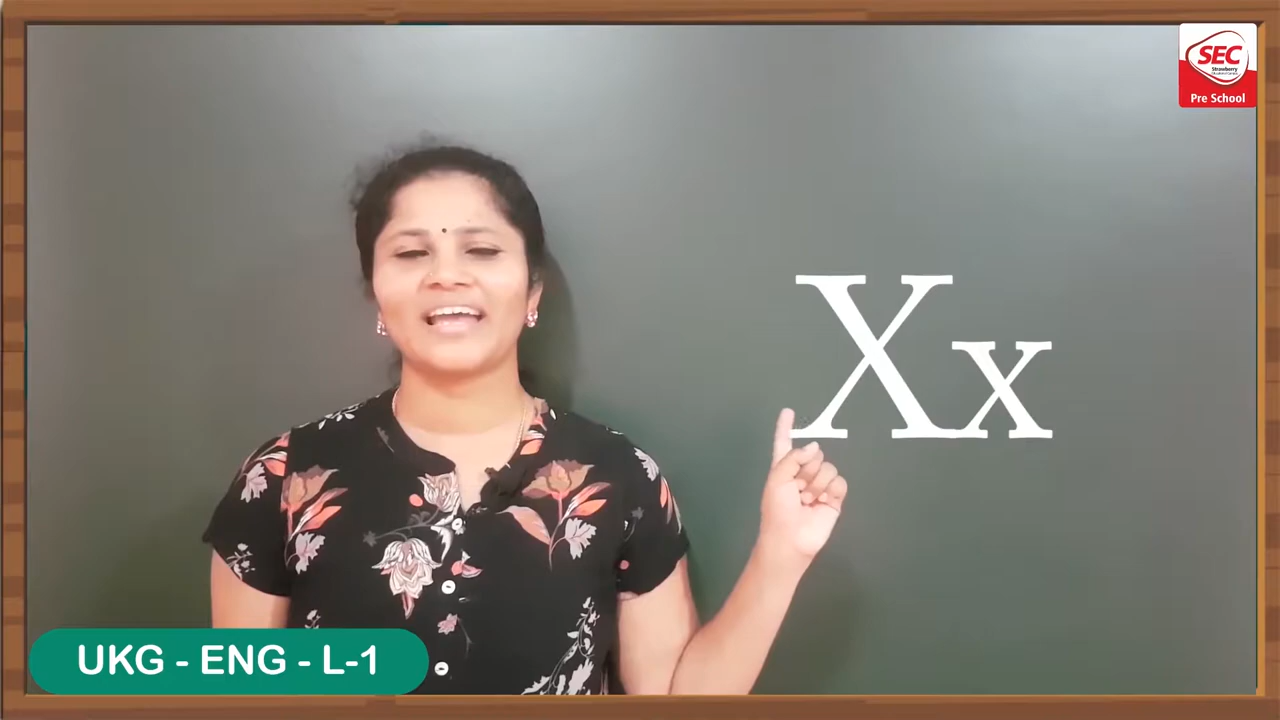 SEC
Strawberry
Pre School
Xx
UKG - ENG - L-1